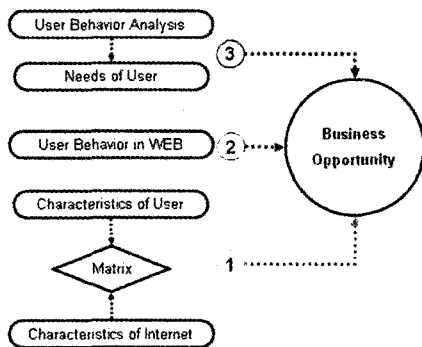 User Behavior Analysis
3
Needs of User
User Behavior in WEB
2
Business
Opportunity
Characteristics of User
Matrix
1
Characteristics of Internet